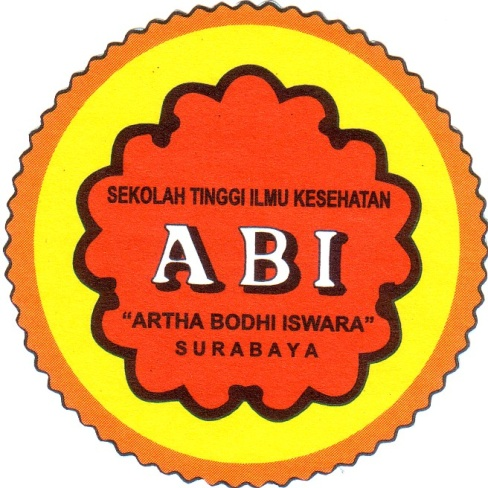 SEKOLAH TINGGI ILMU KESEHATAN
ABI
"ARTHA BODHI ISWARA"
SURABAYA